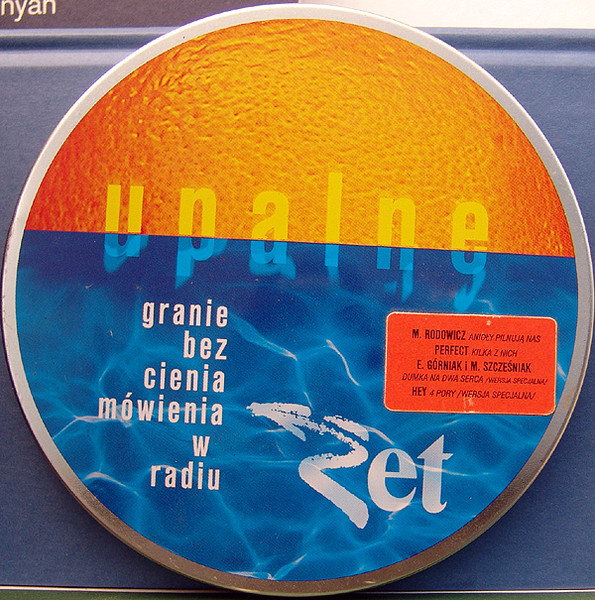 nyan
upalne
granie
bez
cienia
mówienia
w
radiu
Zet
M. RODOWICZ ANIOŁY PILNUJĄ NAS
PERFECT KILKA Z NICH
E. GÓRNIAK I M. SZCZEŚNIAK
DUMKA NA DWA SERCA /WERSJA SPECJALNA/
HEY 4 PORY /WERSJA SPECJALNA/